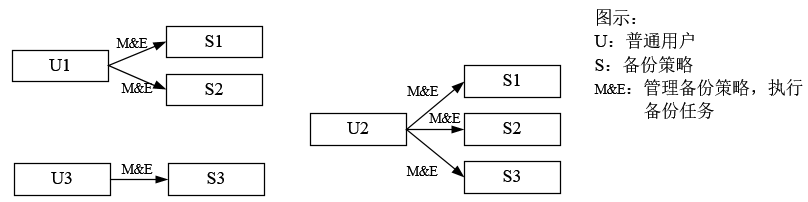 U1
M&E
S1
M&E
S2
U3
M&E
S3
U2
M&E
S1
M&E
S2
M&E
S3
图示：
U：普通用户
S：备份策略
M&E：管理备份策略，执行
备份任务